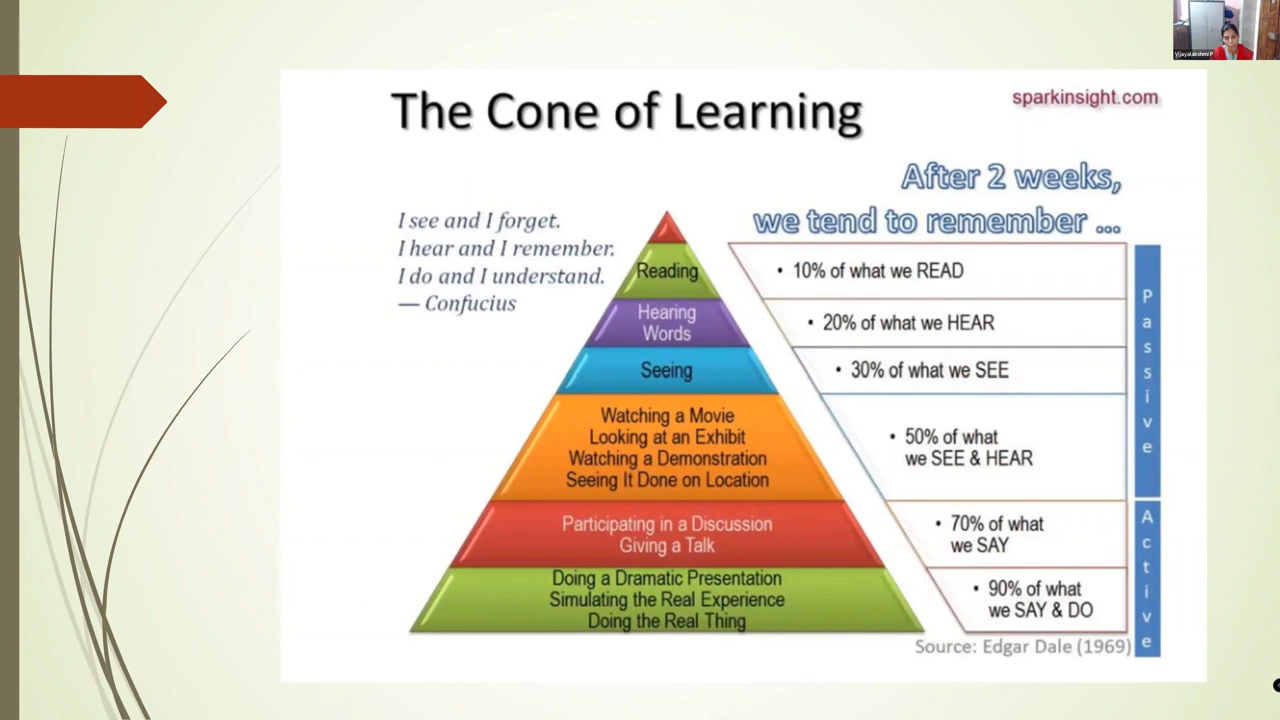 The Cone of Learning
sparkinsight.com
After 2 weeks,
we tend to remember ...
I see and I forget.
I hear and I remember.
I do and I understand.
— Confucius
Reading
Hearing
Words
Seeing
Watching a Movie
Looking at an Exhibit
Watching a Demonstration
Seeing It Done on Location
Participating in a Discussion
Giving a Talk
Doing a Dramatic Presentation
Simulating the Real Experience
Doing the Real Thing
• 10% of what we READ
• 20% of what we HEAR
• 30% of what we SEE
• 50% of what
we SEE & HEAR
• 70% of what
we SAY
• 90% of what
we SAY & DO
Passive
Active
Source: Edgar Dale (1969)
Vijayalakshmi P